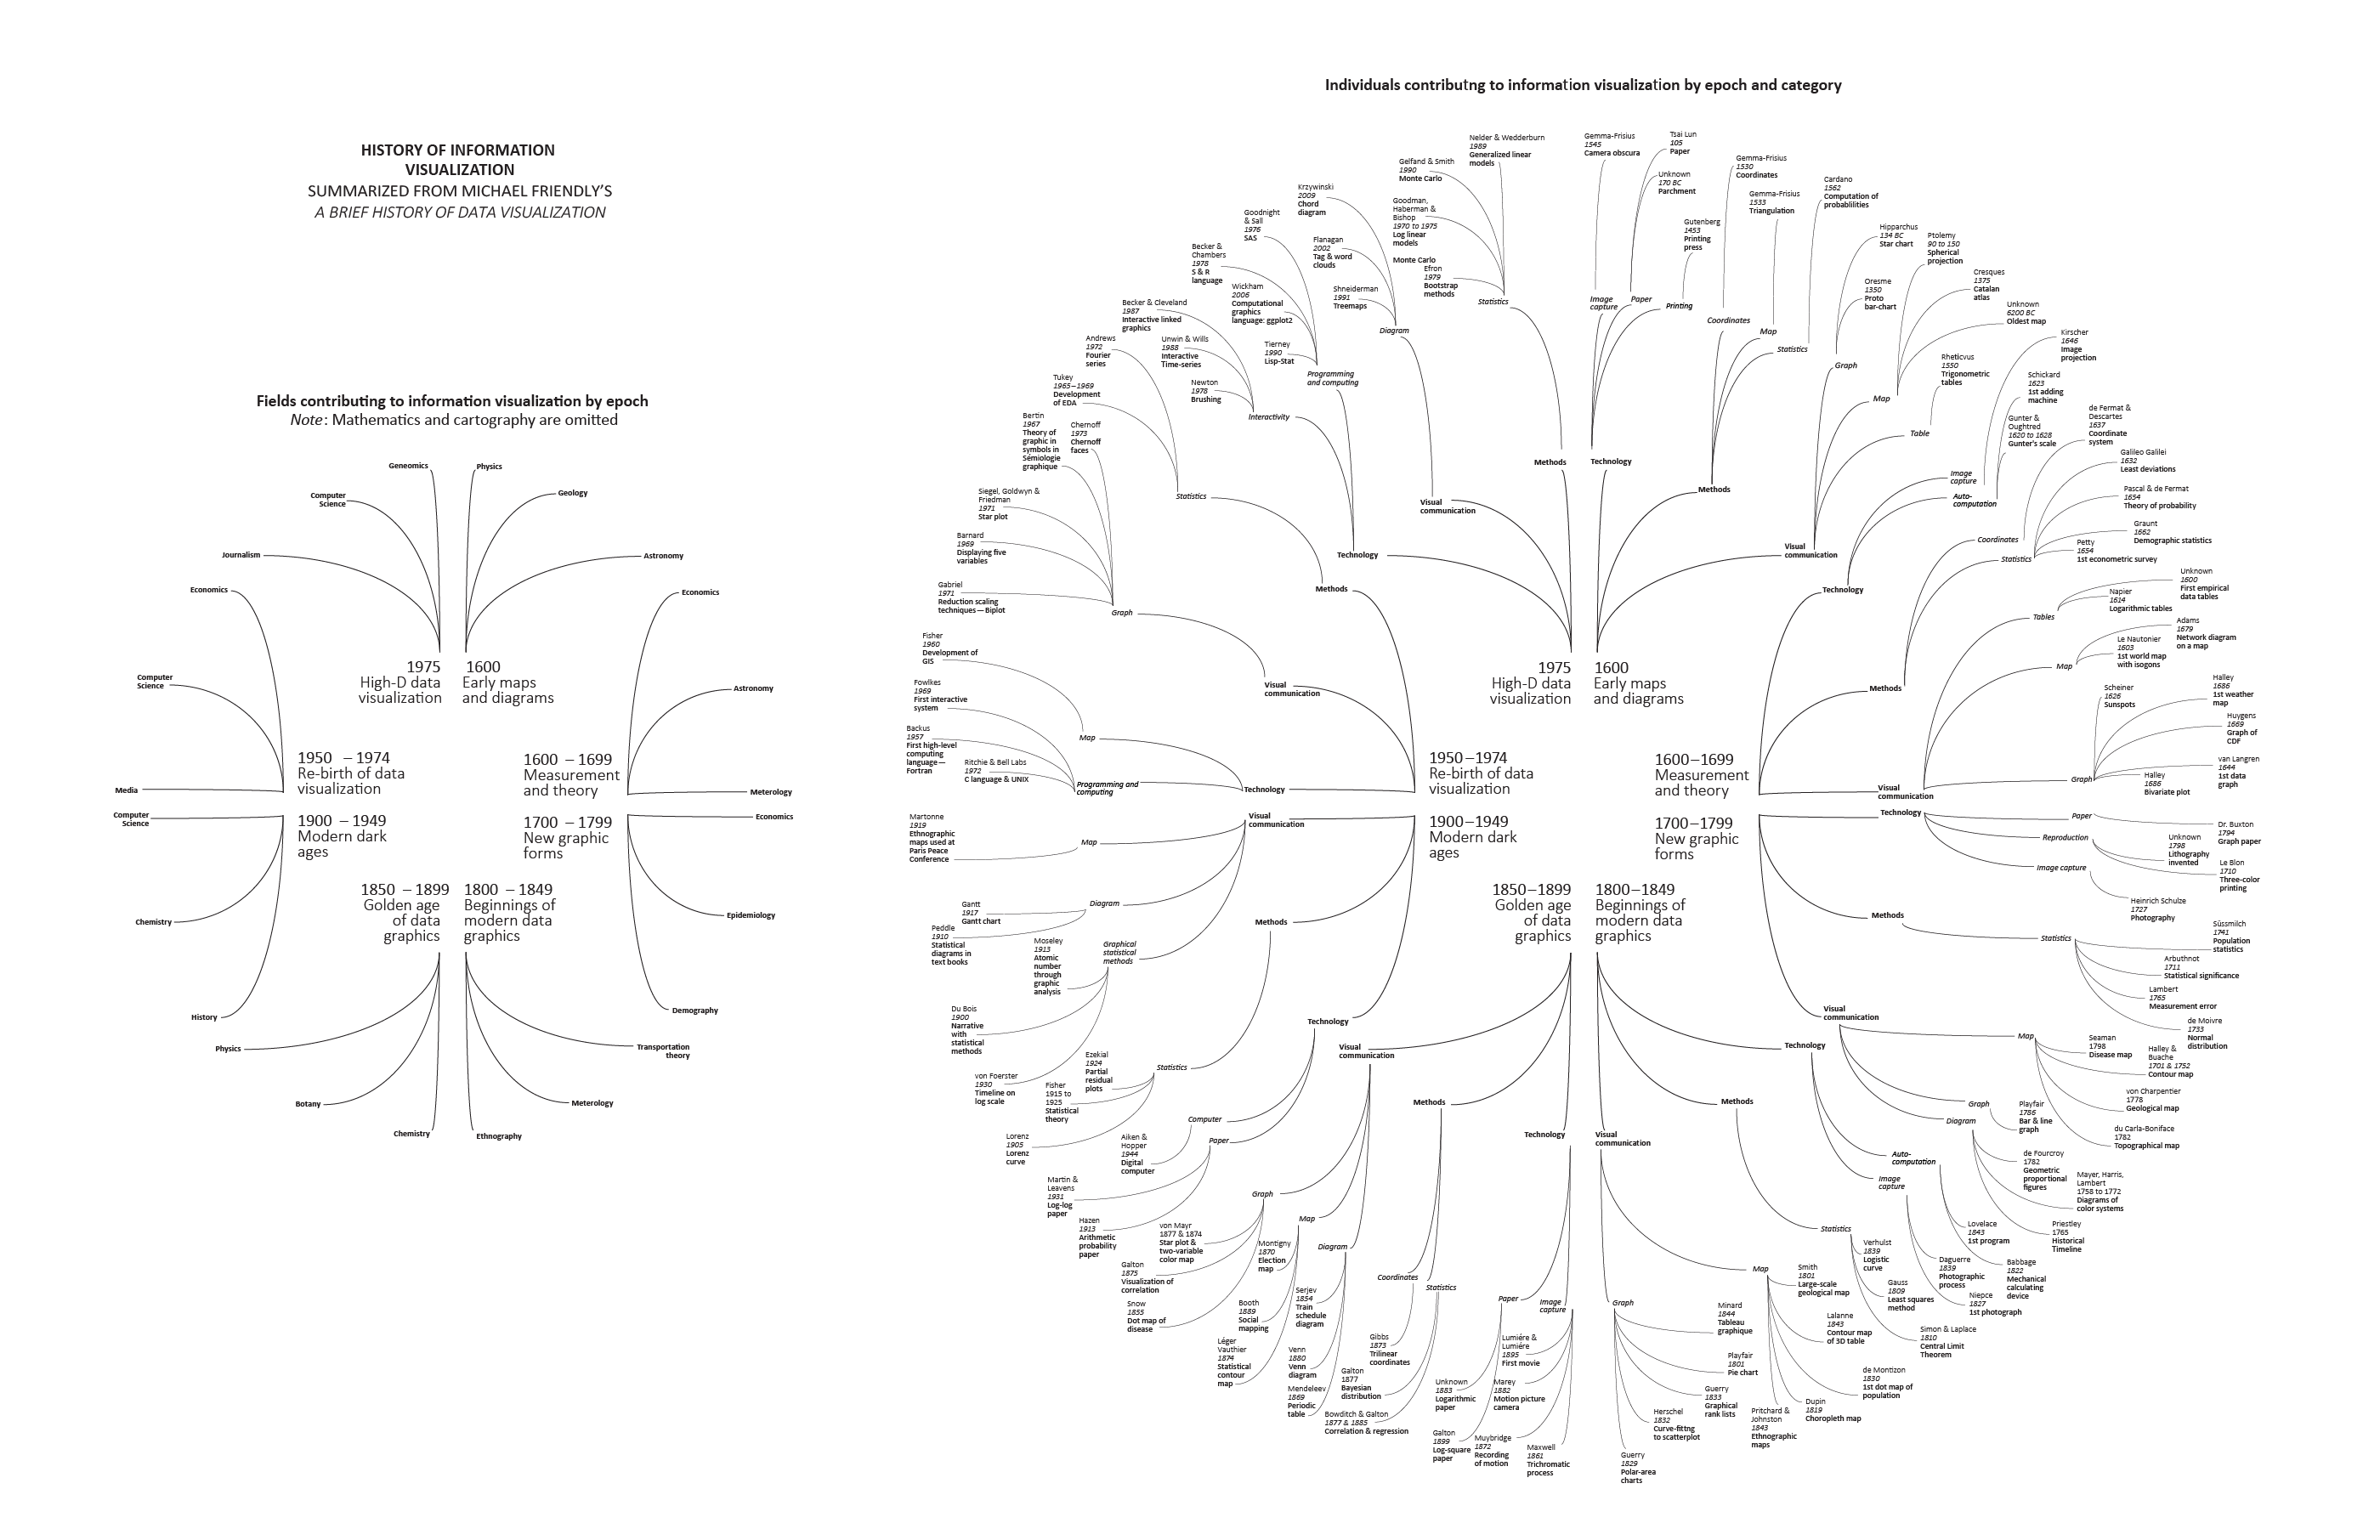 Individuals contributng to information visualization by epoch and category
HISTORY OF INFORMATION
VISUALIZATION
SUMMARIZED FROM MICHAEL FRIENDLY'S
A BRIEF HISTORY OF DATA VISUALIZATION
Fields contributing to information visualization by epoch
Note: Mathematics and cartography are omitted
Geneomics
Physics
Computer
Science
Geology
Journalism
Astronomy
Economics
Economics
Computer
Science
Astronomy
Media
Meterology
Computer
Science
Economics
Chemistry
Epidemiology
History
Demography
Physics
Transportation
theory
Botany
Meterology
Chemistry
Ethnography
1975
High-D data
visualization
1600
Early maps
and diagrams
1950 – 1974
Re-birth of data
visualization
1600 – 1699
Measurement
and theory
1900 – 1949
Modern dark
ages
1700 – 1799
New graphic
forms
1850 – 1899
Golden age
of data
graphics
1800 – 1849
Beginnings of
modern data
graphics
1975
High-D data
visualization
Methods
Statistics
Nelder & Wedderburn
1989
Generalized linear
models
Gelfand & Smith
1990
Monte Carlo
Goodman,
Haberman &
Bishop
1970 to 1975
Log linear
models
Monte Carlo
Efron
1979
Bootstrap
methods
Visual
communication
Diagram
Krzywinski
2009
Chord
diagram
Flanagan
2002
Tag & word
clouds
Shneiderman
1991
Treemaps
Technology
Programming
and computing
Goodnight
& Sall
1976
SAS
Becker &
Chambers
1978
S & R
language
Wickham
2006
Computational
graphics
language: ggplot2
Tierney
1990
Lisp-Stat
Interactivity
Becker & Cleveland
1987
Interactive linked
graphics
Unwin & Wills
1988
Interactive
Time-series
Newton
1978
Brushing
1600
Early maps
and diagrams
Technology
Image
capture
Gemma-Frisius
1545
Camera obscura
Paper
Tsai Lun
105
Paper
Unknown
170 BC
Parchment
Printing
Gutenberg
1453
Printing
press
Methods
Coordinates
Gemma-Frisius
1530
Coordinates
Map
Gemma-Frisius
1533
Triangulation
Statistics
Cardano
1562
Computation of
probablilities
Visual
communication
Graph
Hipparchus
134 BC
Star chart
Oresme
1350
Proto
bar-chart
Map
Ptolemy
90 to 150
Spherical
projection
Cresques
1375
Catalan
atlas
Unknown
6200 BC
Oldest map
Table
Rheticvus
1550
Trigonometric
tables
1600–1699
Measurement
and theory
Technology
Image
capture
Kirscher
1646
Image
projection
Auto-
computation
Schickard
1623
1st adding
machine
Gunter &
Oughtred
1620 to 1628
Gunter's scale
Methods
Coordinates
de Fermat &
Descartes
1637
Coordinate
system
Statistics
Galileo Galilei
1632
Least deviations
Pascal & de Fermat
1654
Theory of probability
Graunt
1662
Demographic statistics
Petty
1654
1st econometric survey
Visual
communication
Tables
Unknown
1600
First empirical
data tables
Napier
1614
Logarithmic tables
Map
Adams
1679
Network diagram
on a map
Le Nautonier
1603
1st world map
with isogons
Graph
Scheiner
1626
Sunspots
Halley
1686
1st weather
map
Huygens
1669
Graph of
CDF
van Langren
1644
1st data
graph
Halley
1686
Bivariate plot
1700–1799
New graphic
forms
Technology
Paper
Dr. Buxton
1794
Graph paper
Reproduction
Unknown
1798
Lithography
invented
Le Blon
1710
Three-color
printing
Image capture
Heinrich Schulze
1727
Photography
Methods
Statistics
Süssmilch
1741
Population
statistics
Arbuthnot
1711
Statistical significance
Lambert
1765
Measurement error
de Moivre
1733
Normal
distribution
Visual
communication
Map
Seaman
1798
Disease map
Halley &
Buache
1701 & 1752
Contour map
von Charpentier
1778
Geological map
du Carla-Boniface
1782
Topographical map
Graph
Playfair
1786
Bar & line
graph
Diagram
de Fourcroy
1782
Geometric
proportional
figures
Mayer, Harris,
Lambert
1758 to 1772
Diagrams of
color systems
Priestley
1765
Historical
Timeline
1800–1849
Beginnings of
modern data
graphics
Technology
Auto-
computation
Lovelace
1843
1st program
Babbage
1822
Mechanical
calculating
device
Image
capture
Daguerre
1839
Photographic
process
Niepce
1827
1st photograph
Methods
Statistics
Verhulst
1839
Logistic
curve
Gauss
1809
Least squares
method
Simon & Laplace
1810
Central Limit
Theorem
Visual
communication
Map
Smith
1801
Large-scale
geological map
Lalanne
1843
Contour map
of 3D table
de Montizon
1830
1st dot map of
population
Dupin
1819
Choropleth map
Pritchard &
Johnston
1843
Ethnographic
maps
Graph
Minard
1844
Tableau
graphique
Playfair
1801
Pie chart
Guerry
1833
Graphical
rank lists
Herschel
1832
Curve-fittng
to scatterplot
Guerry
1829
Polar-area
charts
1850–1899
Golden age
of data
graphics
Technology
Image
capture
Lumiére &
Lumiére
1895
First movie
Marey
1882
Motion picture
camera
Muybridge
1872
Recording
of motion
Maxwell
1861
Trichromatic
process
Paper
Unknown
1883
Logarithmic
paper
Galton
1899
Log-square
paper
Methods
Coordinates
Gibbs
1873
Trilinear
coordinates
Statistics
Galton
1877
Bayesian
distribution
Bowditch & Galton
1877 & 1885
Correlation & regression
Visual
communication
Graph
von Mayr
1877 & 1874
Star plot &
two-variable
color map
Galton
1875
Visualization of
correlation
Snow
1855
Dot map of
disease
Map
Montigny
1870
Election
map
Booth
1889
Social
mapping
Léger
Vauthier
1874
Statistical
contour
map
Diagram
Serjev
1854
Train
schedule
diagram
Venn
1880
Venn
diagram
Mendeleev
1869
Periodic
table
1900–1949
Modern dark
ages
Visual
communication
Map
Martonne
1919
Ethnographic
maps used at
Paris Peace
Conference
Diagram
Gantt
1917
Gantt chart
Peddle
1910
Statistical
diagrams in
text books
Graphical
statistical
methods
Moseley
1913
Atomic
number
through
graphic
analysis
Du Bois
1900
Narrative
with
statistical
methods
von Foerster
1930
Timeline on
log scale
Methods
Statistics
Ezekial
1924
Partial
residual
plots
Fisher
1915 to
1925
Statistical
theory
Lorenz
1905
Lorenz
curve
Technology
Computer
Aiken &
Hopper
1944
Digital
computer
Paper
Martin &
Leavens
1931
Log-log
paper
Hazen
1913
Arithmetic
probability
paper
1950–1974
Re-birth of data
visualization
Methods
Statistics
Andrews
1972
Fourier
series
Tukey
1965–1969
Development
of EDA
Visual
communication
Graph
Bertin
1967
Theory of
graphic in
symbols in
Sémiologie
graphique
Chernoff
1973
Chernoff
faces
Siegel, Goldwyn &
Friedman
1971
Star plot
Barnard
1969
Displaying five
variables
Gabriel
1971
Reduction scaling
techniques — Biplot
Technology
Map
Fisher
1960
Development of
GIS
Programming and
computing
Fowlkes
1969
First interactive
system
Backus
1957
First high-level
computing
language —
Fortran
Ritchie & Bell Labs
1972
C language & UNIX